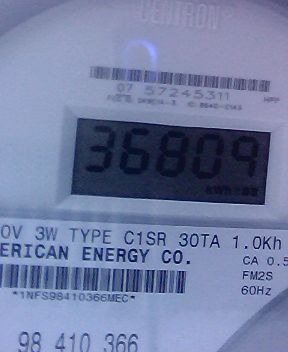 CENTRON
07 57245311
36809
kWh
0V 3W TYPE C1SR 30TA 1.0Kh
ERICAN ENERGY CO.
CA 0.5
FM2S
60Hz
*1NFS98410366MEC*
98 410 366